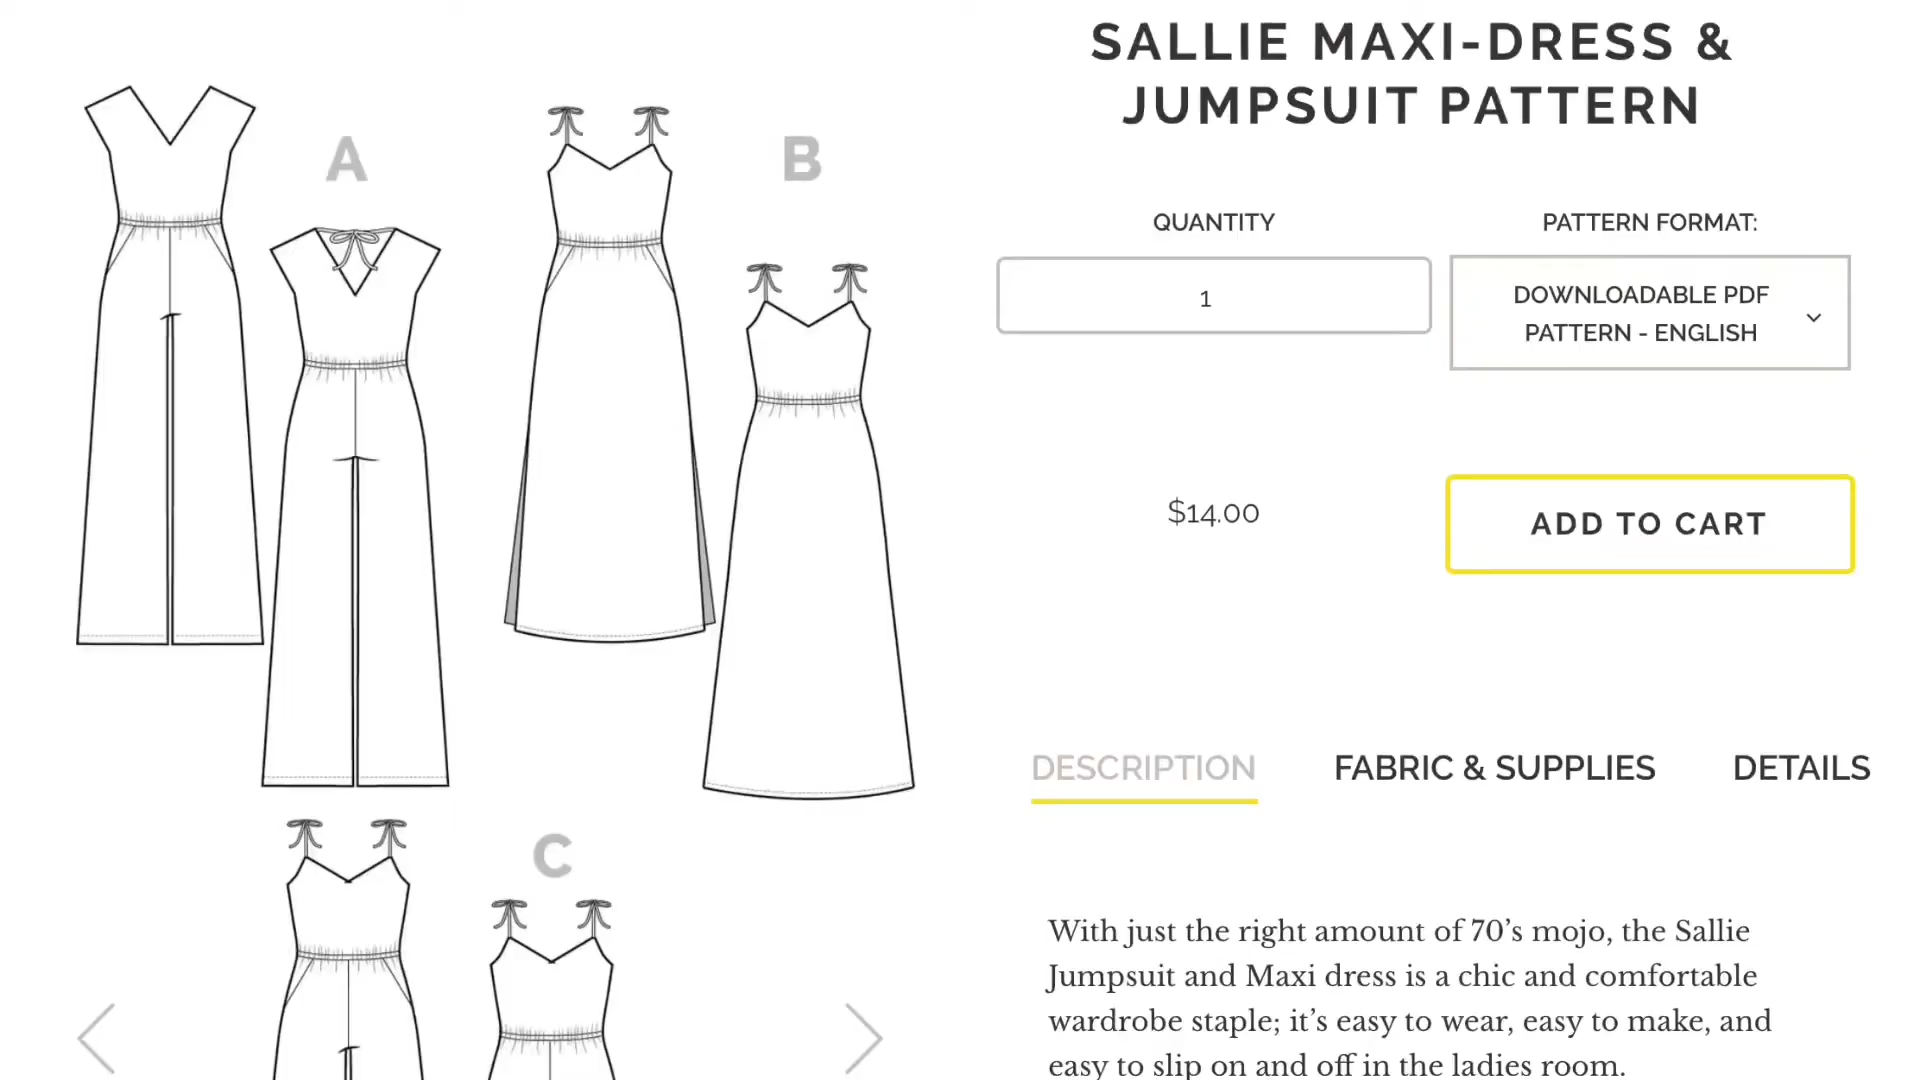 SALLIE MAXI-DRESS &
JUMPSUIT PATTERN
A
B
C
QUANTITY
PATTERN FORMAT:
1
DOWNLOADABLE PDF
PATTERN - ENGLISH
$14.00
ADD TO CART
DESCRIPTION
FABRIC & SUPPLIES
DETAILS
With just the right amount of 70’s mojo, the Sallie
Jumpsuit and Maxi dress is a chic and comfortable
wardrobe staple; it’s easy to wear, easy to make, and
easy to slip on and off in the ladies room.